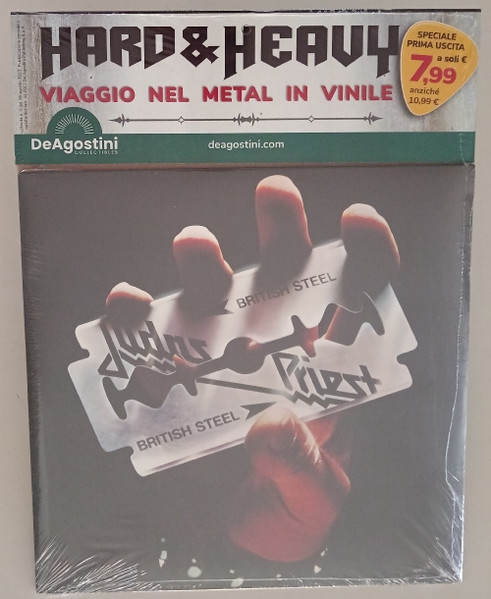 HARD & HEAVY
VIAGGIO NEL METAL IN VINILE
SPECIALE
PRIMA USCITA
a soli €
7,99
anziché
10,99 €
DeAgostini
COLLECTIBLES
deagostini.com
BRITISH STEEL
Judas
Priest
BRITISH STEEL